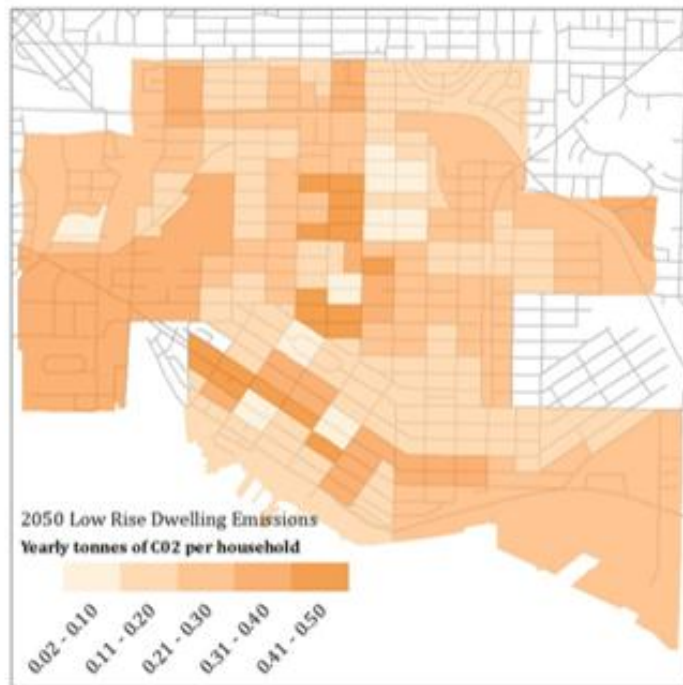 2050 Low Rise Dwelling Emissions
Yearly tonnes of C02 per household
0.02 - 0.10
0.11 - 0.20
0.21 - 0.30
0.31 - 0.40
0.41 - 0.50